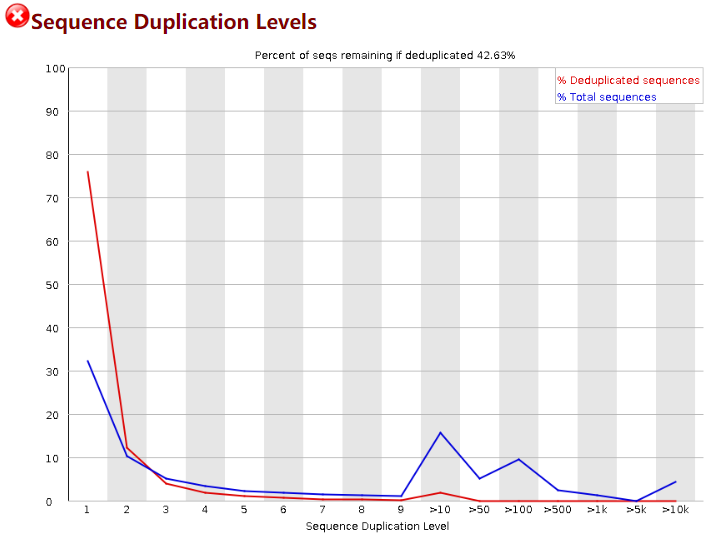 Sequence Duplication Levels
Percent of seqs remaining if deduplicated 42.63%
% Deduplicated sequences
% Total sequences
100
90
80
70
60
50
40
30
20
10
0
1 2 3 4 5 6 7 8 9 >10 >50 >100 >500 >1k >5k >10k
Sequence Duplication Level